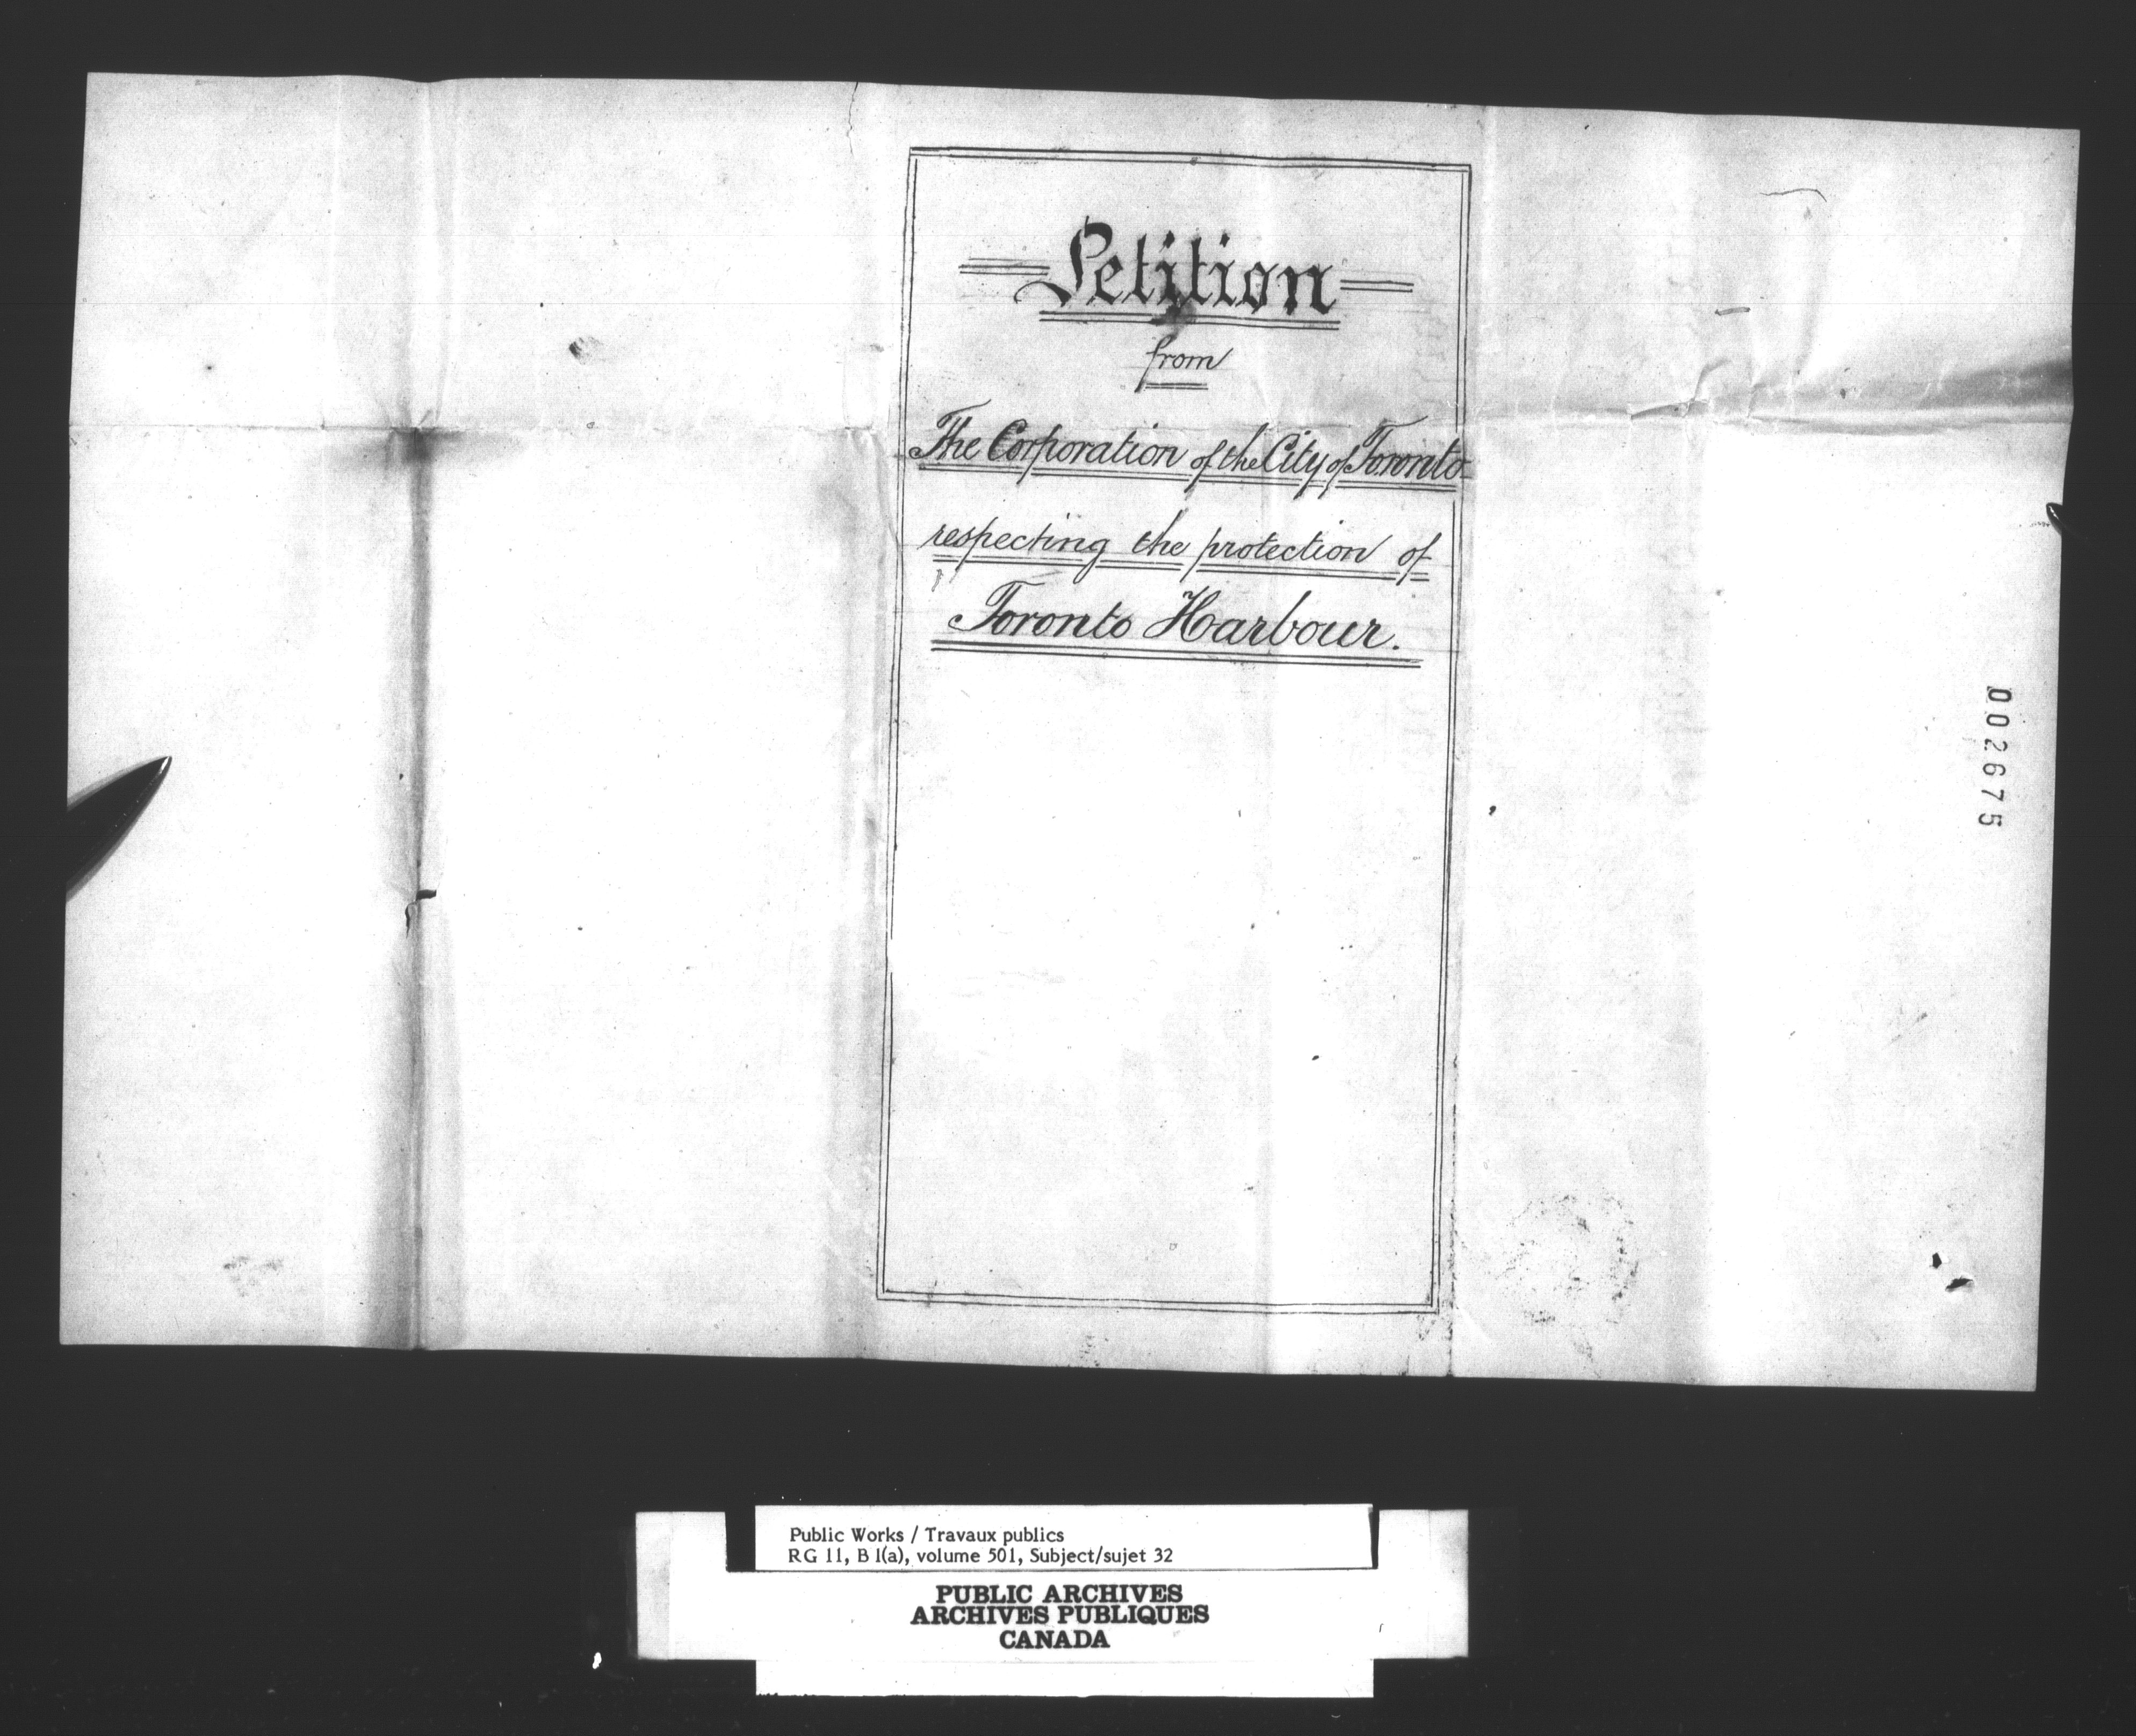 Petition
from
The Corporation of the City of Toronto
respecting the protection of
Toronto Harbour.
002675
Public Works / Travaux publics
RG 11, B 1(a), volume 501, Subject/sujet 32
PUBLIC ARCHIVES
ARCHIVES PUBLIQUES
CANADA